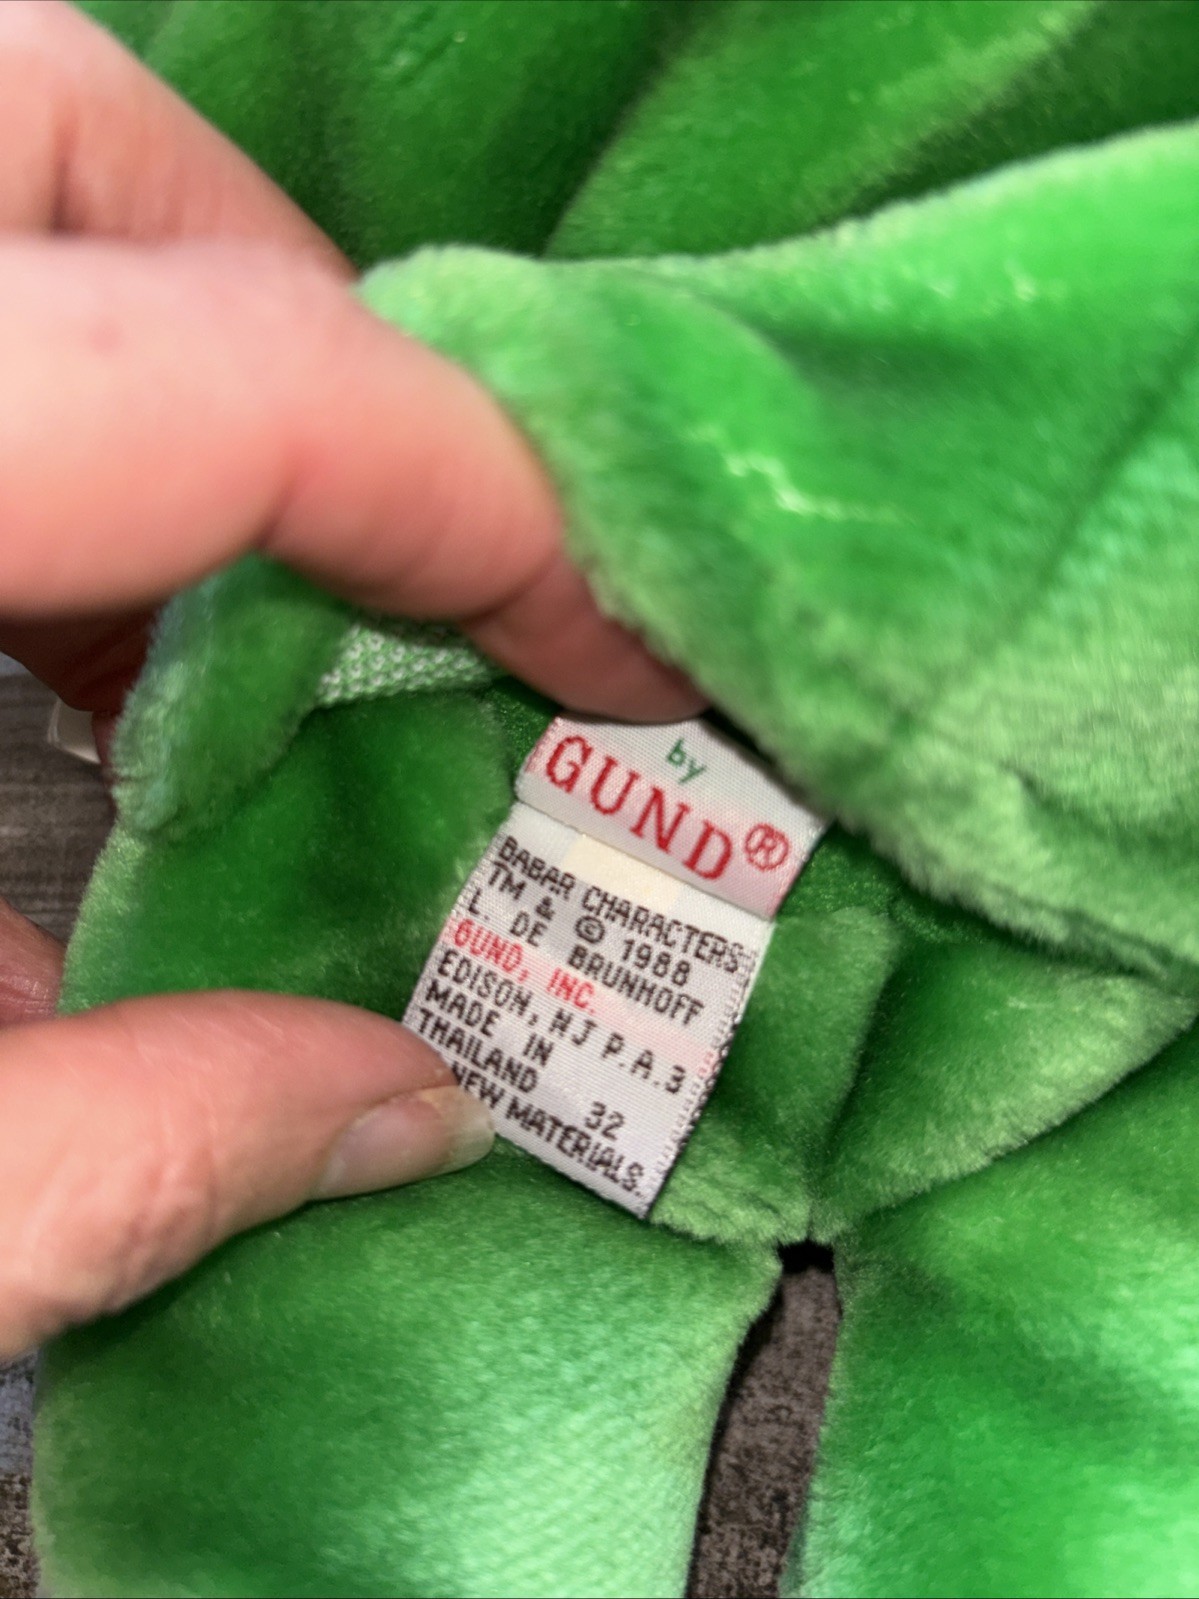 by
GUND®
BABAR CHARACTERS
TM & © 1988
L. DE BRUNHOFF
GUND, INC.
EDISON, NJ P.A.3
MADE IN
THAILAND 32
NEW MATERIALS.